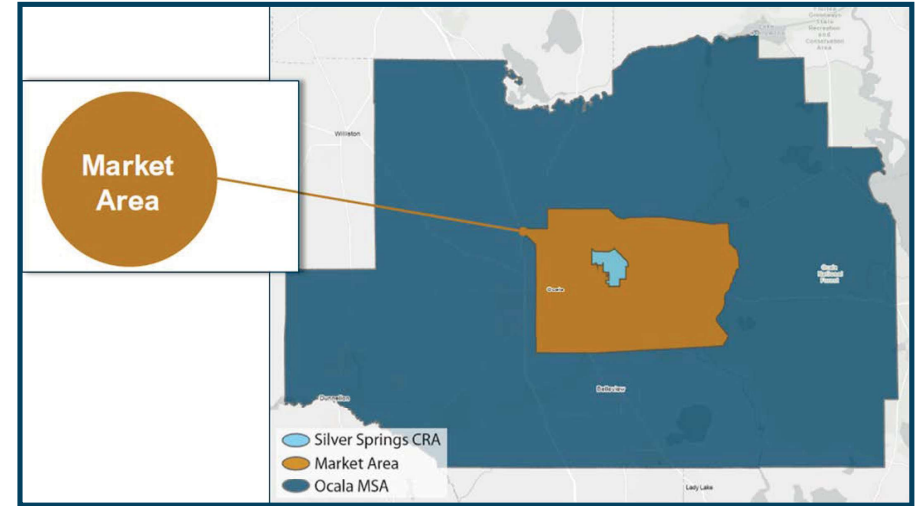 Market
Area
Williston
Ocala
Ocala
National
Forest
Belleview
Dunnellon
Lady Lake
Silver Springs CRA
Market Area
Ocala MSA